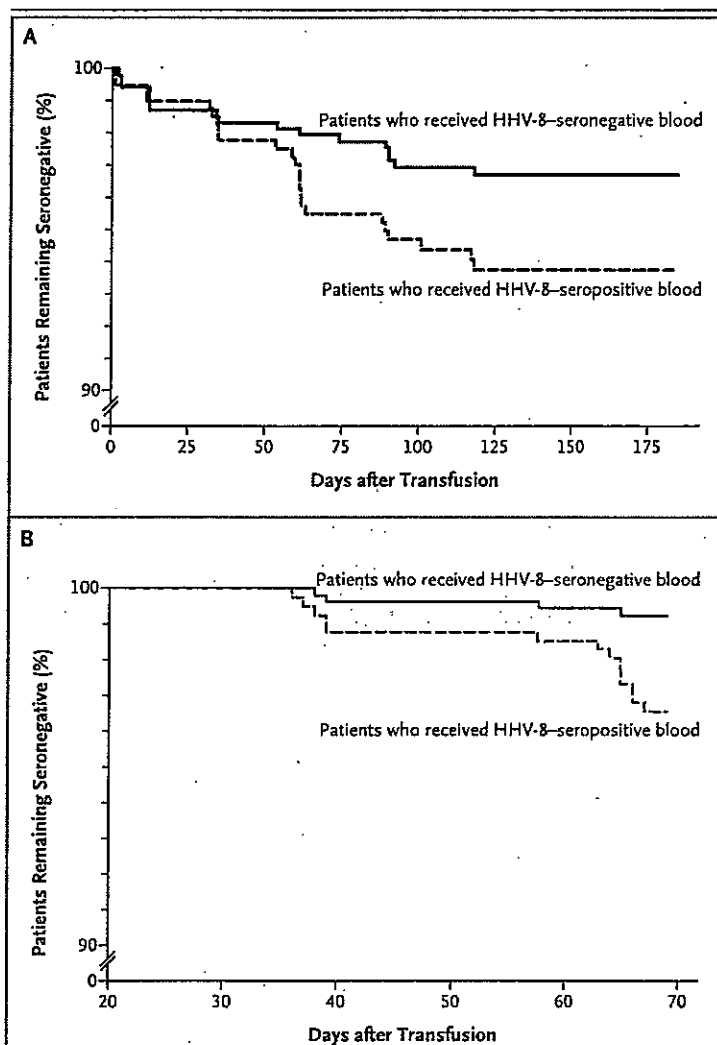 A
100
Patients who received HHV-8–seronegative blood
Patients who received HHV-8–seropositive blood
90
0
Patients Remaining Seronegative (%)
0 25 50 75 100 125 150 175
Days after Transfusion
B
100
Patients who received HHV-8–seronegative blood
Patients who received HHV-8–seropositive blood
90
0
Patients Remaining Seronegative (%)
20 30 40 50 60 70
Days after Transfusion